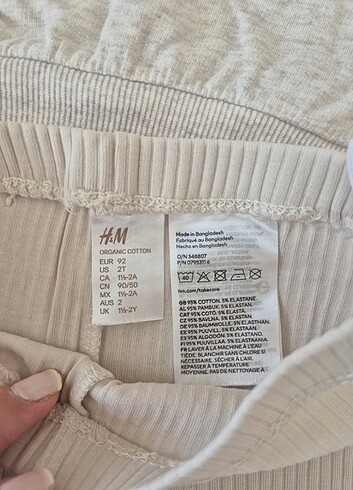 H&M
ORGANIC COTTON
EUR 92
US 2T
CA 1½-2A
CN 90/50
MX 1½-2A
AUS 2
UK 1½-2Y
Made in Bangladesh
Fabriqué au Bangladesh
Hecho en Bangladesh
O/N 346807
40
hm.com/takecare
GB 95% COTTON. 5% ELASTANE.
AL 95% PAMBUK. 5% ELASTAN.
CAT 95% COTÓ. 5% ELASTÀ.
CZ 95% BAVLNA. 5% ELASTAN.
DE 95% BAUMWOLLE. 5% ELASTHAN.
EE 95% PUUVILL. 5% ELASTAAN.
ES 95% ALGODÓN. 5% ELASTANO.
FI 95% PUUVILLA. 5% ELASTAANIA.
FR LAVER À LA MACHINE À L'EAU
BLANCHIR SANS CHLORE SI
NÉCESSAIRE. SÉCHER À L'AIR.
REPASSER À TEMPÉRATURE
MOYENNE. PAS DE NETTOYAGE À